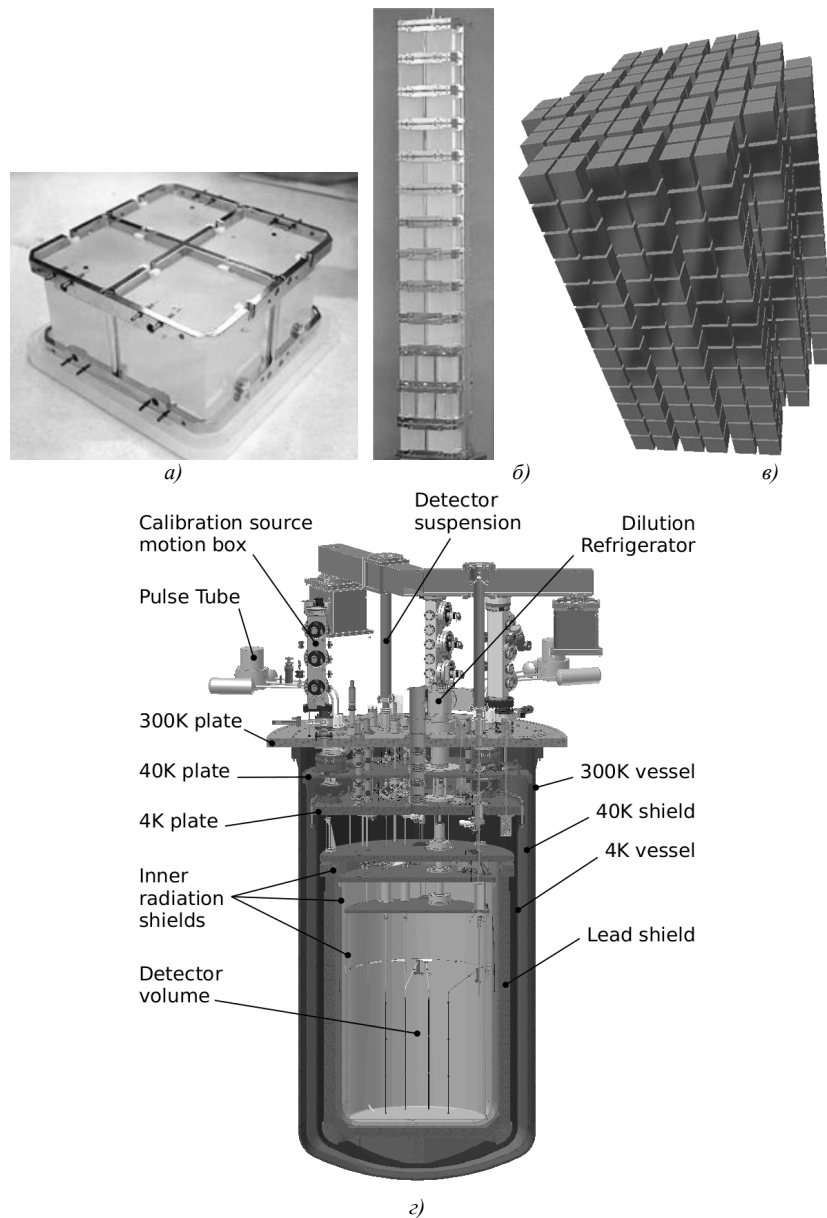 а)
б)
в)
Calibration source
motion box
Detector
suspension
Dilution
Refrigerator
Pulse Tube
300K plate
40K plate
4K plate
300K vessel
40K shield
4K vessel
Inner
radiation
shields
Lead shield
Detector
volume
г)